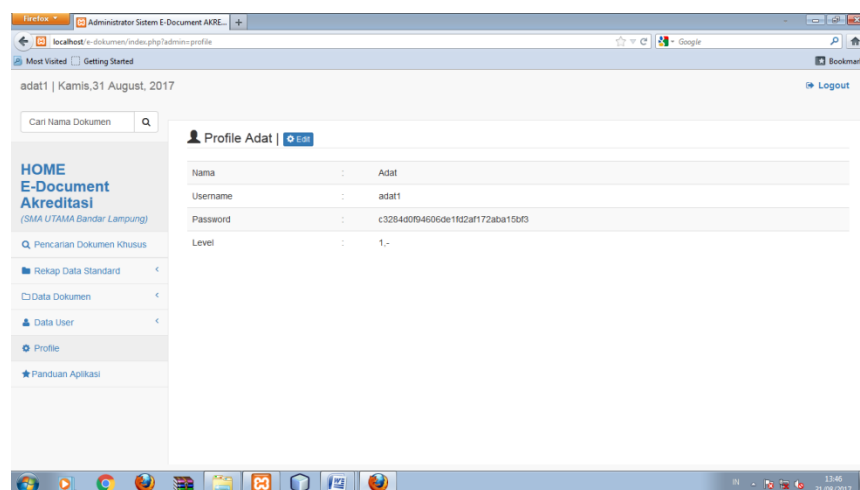 Firefox
Administrator Sistem E-Document AKRE...
localhost/e-dokumen/index.php?admin=profile
Google
Most Visited
Getting Started
Bookmar
adat1 | Kamis,31 August, 2017
Logout
Cari Nama Dokumen
Profile Adat | Edit
HOME
E-Document
Akreditasi
(SMA UTAMA Bandar Lampung)
Nama : Adat
Username : adat1
Password : c3284d0f94606de1fd2af172aba15bf3
Level : 1,-
Pencarian Dokumen Khusus
Rekap Data Standard
Data Dokumen
Data User
Profile
Panduan Aplikasi
IN
13:46
31/08/2017